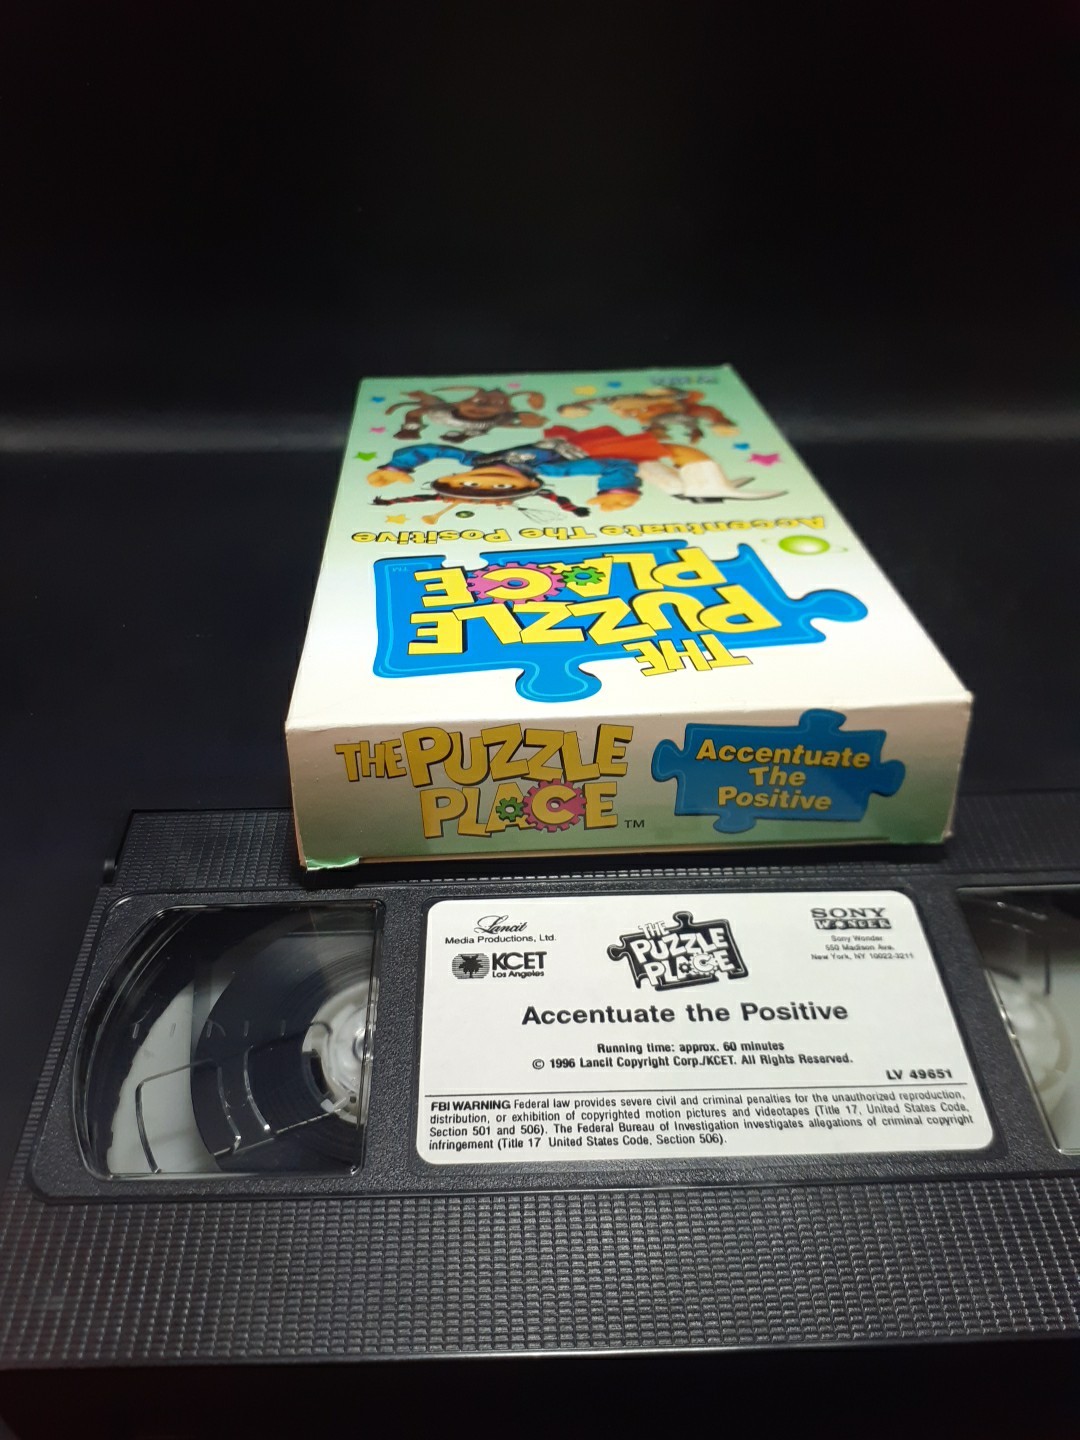 Accentuate The Positive
THE
PUZZLE
PLACE
TM
THE PUZZLE
PLACE
TM
Accentuate
The
Positive
Lancit
Media Productions, Ltd.
KCET
Los Angeles
THE
PUZZLE
PLACE
SONY
WONDER
Sony Wonder
550 Madison Ave.
New York, NY 10022-3211
Accentuate the Positive
Running time: approx. 60 minutes
© 1996 Lancit Copyright Corp./KCET. All Rights Reserved.
LV 49651
FBI WARNING Federal law provides severe civil and criminal penalties for the unauthorized reproduction,
distribution, or exhibition of copyrighted motion pictures and videotapes (Title 17, United States Code,
Section 501 and 506). The Federal Bureau of Investigation investigates allegations of criminal copyright
infringement (Title 17 United States Code, Section 506).